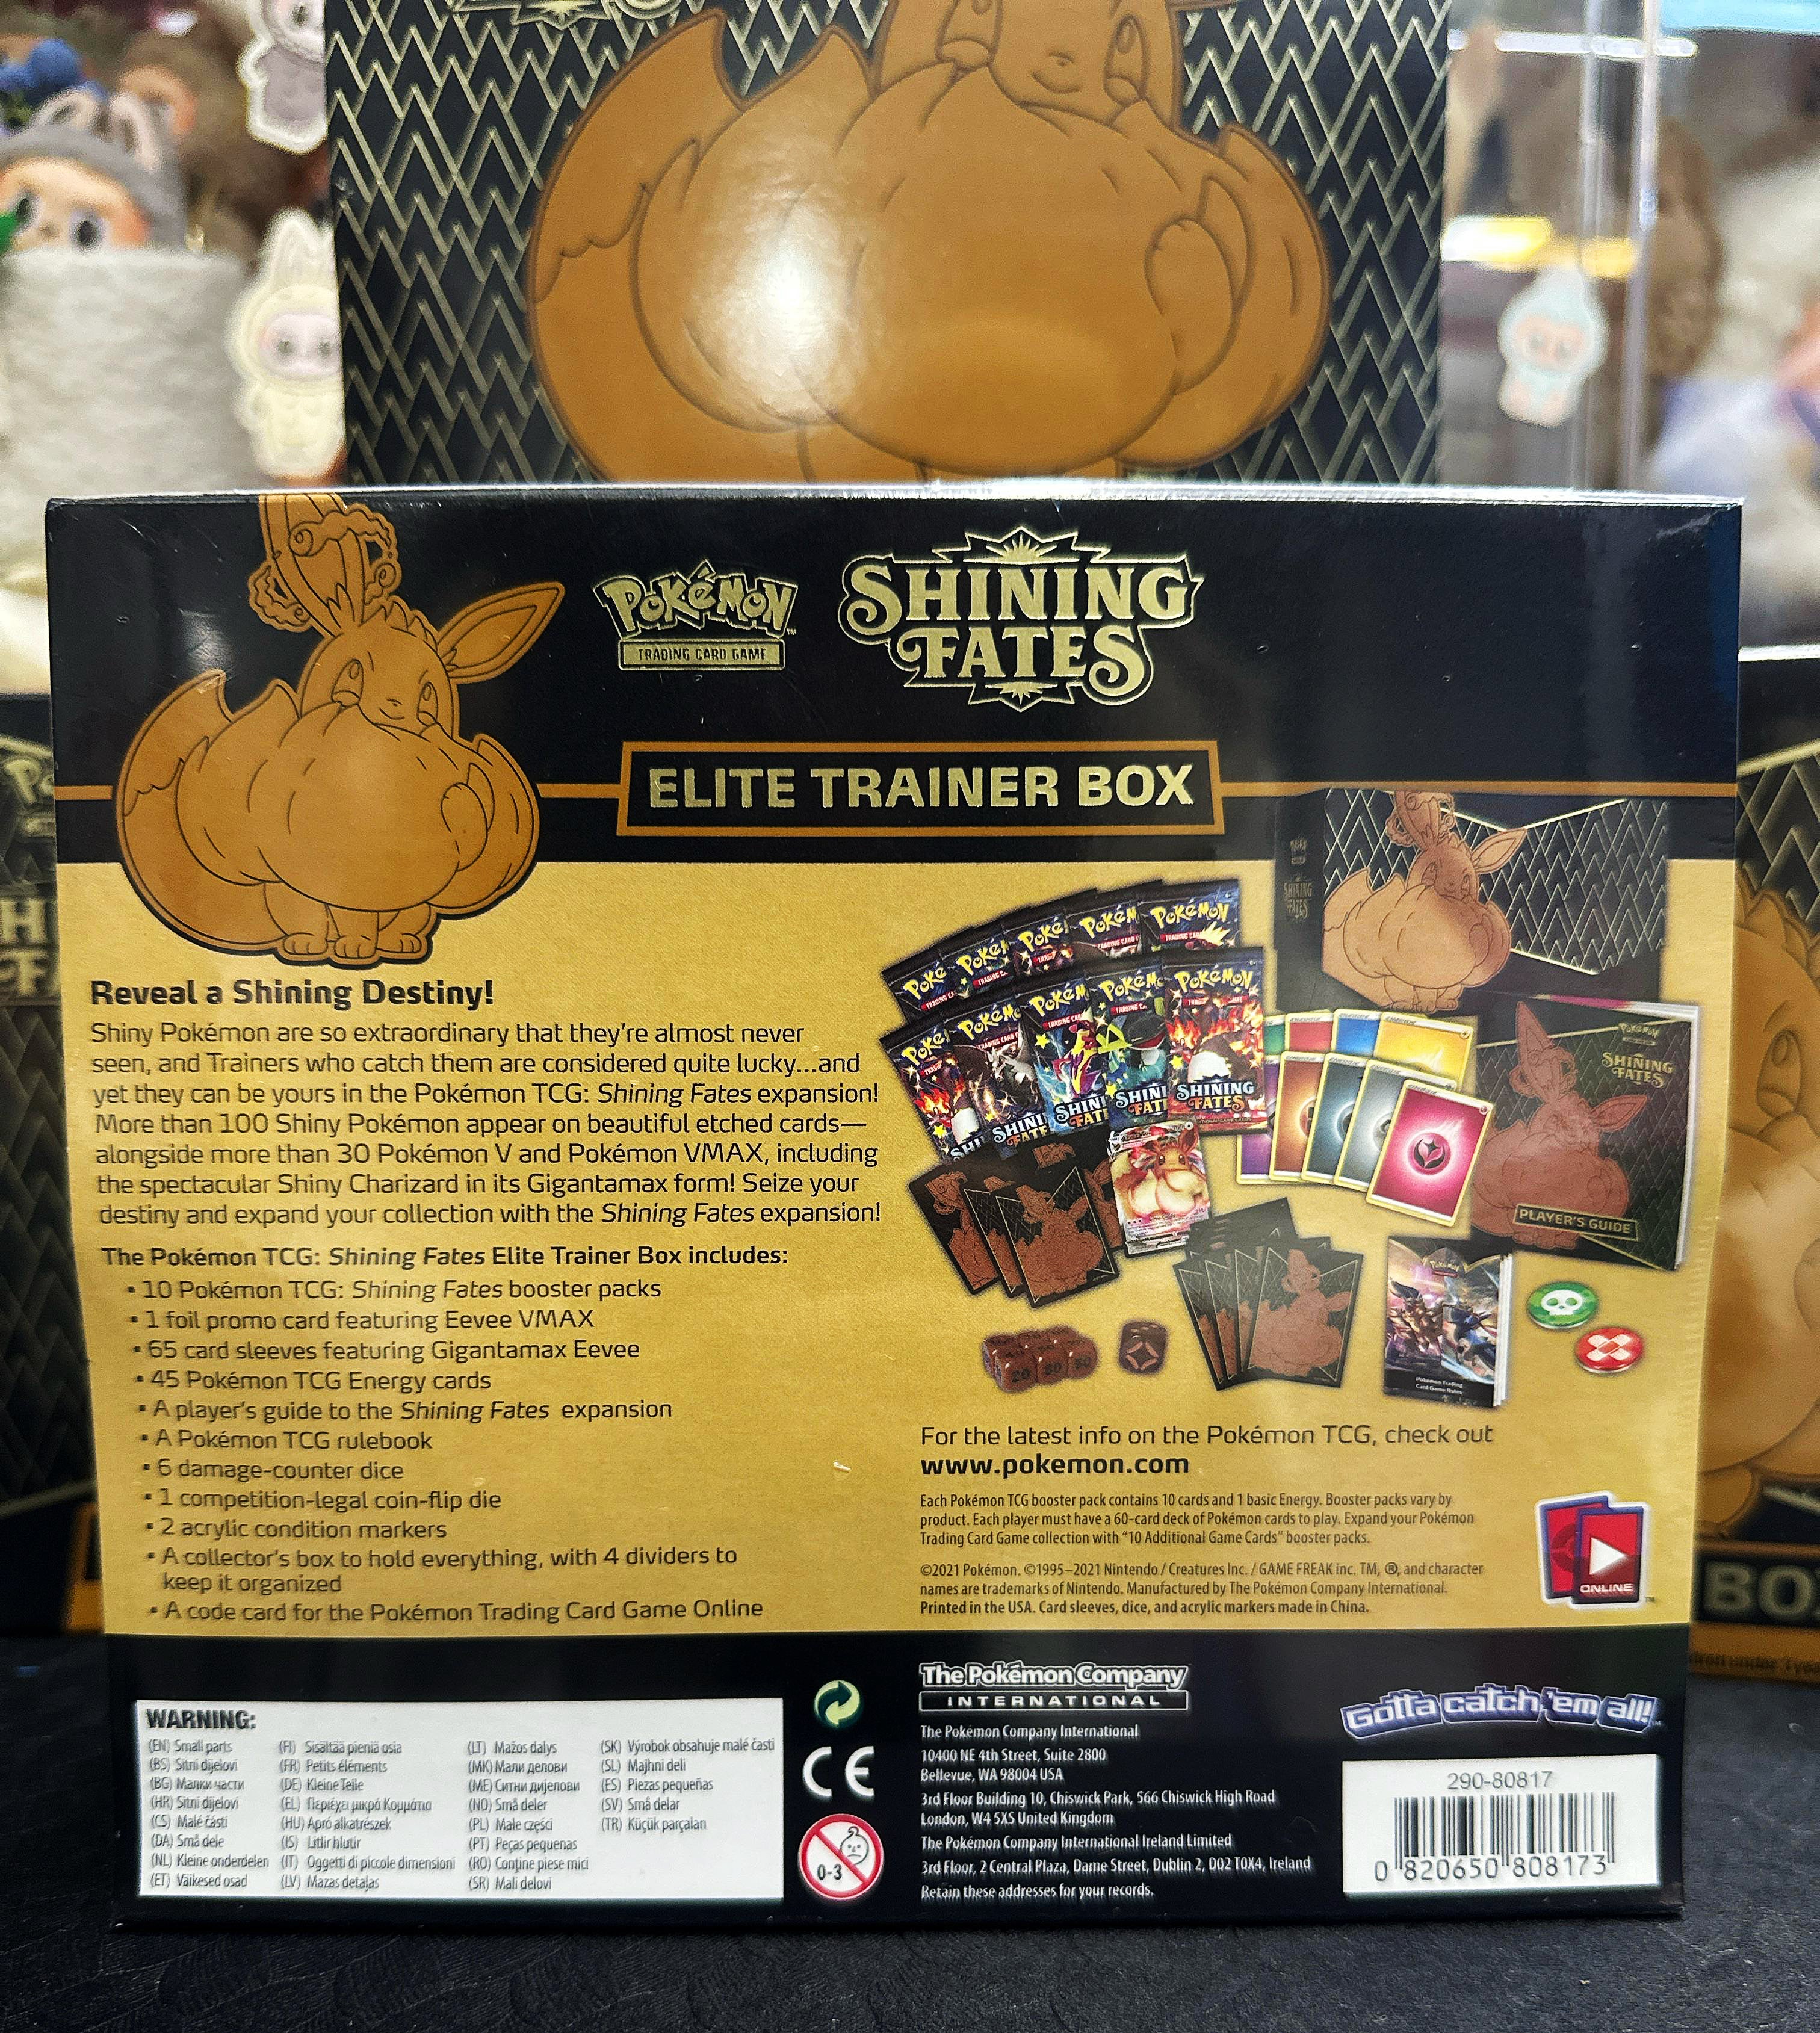 Pokémon
TRADING CARD GAME
SHINING
FATES
ELITE TRAINER BOX
Reveal a Shining Destiny!
Shiny Pokémon are so extraordinary that they're almost never
seen, and Trainers who catch them are considered quite lucky...and
yet they can be yours in the Pokémon TCG: Shining Fates expansion!
More than 100 Shiny Pokémon appear on beautiful etched cards—
alongside more than 30 Pokémon V and Pokémon VMAX, including
the spectacular Shiny Charizard in its Gigantamax form! Seize your
destiny and expand your collection with the Shining Fates expansion!
The Pokémon TCG: Shining Fates Elite Trainer Box includes:
▪ 10 Pokémon TCG: Shining Fates booster packs
▪ 1 foil promo card featuring Eevee VMAX
▪ 65 card sleeves featuring Gigantamax Eevee
▪ 45 Pokémon TCG Energy cards
▪ A player's guide to the Shining Fates expansion
▪ A Pokémon TCG rulebook
▪ 6 damage-counter dice
▪ 1 competition-legal coin-flip die
▪ 2 acrylic condition markers
▪ A collector's box to hold everything, with 4 dividers to
keep it organized
▪ A code card for the Pokémon Trading Card Game Online
SHINING
FATES
Pokémon
Pokémon
SHINING
FATES
SHINING
FATES
PLAYER'S GUIDE
Pokémon Trading
Card Game Rules
For the latest info on the Pokémon TCG, check out
www.pokemon.com
Each Pokémon TCG booster pack contains 10 cards and 1 basic Energy. Booster packs vary by
product. Each player must have a 60-card deck of Pokémon cards to play. Expand your Pokémon
Trading Card Game collection with "10 Additional Game Cards" booster packs.
©2021 Pokémon. ©1995–2021 Nintendo / Creatures Inc. / GAME FREAK inc. TM, ®, and character
names are trademarks of Nintendo. Manufactured by The Pokémon Company International.
Printed in the USA. Card sleeves, dice, and acrylic markers made in China.
ONLINE
WARNING:
(EN) Small parts
(BS) Sitni dijelovi
(BG) Малки части
(HR) Sitni dijelovi
(CS) Malé části
(DA) Små dele
(NL) Kleine onderdelen
(ET) Väikesed osad
(FI) Sisältää pieniä osia
(FR) Petits éléments
(DE) Kleine Teile
(EL) Περιέχει μικρά Κομμάτια
(HU) Apró alkatrészek
(IS) Litlir hlutir
(IT) Oggetti di piccole dimensioni
(LV) Mazas detaļas
(LT) Mažos dalys
(MK) Мали делови
(ME) Ситни дијелови
(NO) Små deler
(PL) Małe części
(PT) Peças pequenas
(RO) Conține piese mici
(SR) Mali delovi
(SK) Výrobok obsahuje malé časti
(SL) Majhni deli
(ES) Piezas pequeñas
(SV) Små delar
(TR) Küçük parçaları
CE
0-3
The Pokémon Company
INTERNATIONAL
The Pokémon Company International
10400 NE 4th Street, Suite 2800
Bellevue, WA 98004 USA
3rd Floor Building 10, Chiswick Park, 566 Chiswick High Road
London, W4 5XS United Kingdom
The Pokémon Company International Ireland Limited
3rd Floor, 2 Central Plaza, Dame Street, Dublin 2, D02 T0X4, Ireland
Retain these addresses for your records.
Gotta catch 'em all!
290-80817
0 820650 808173